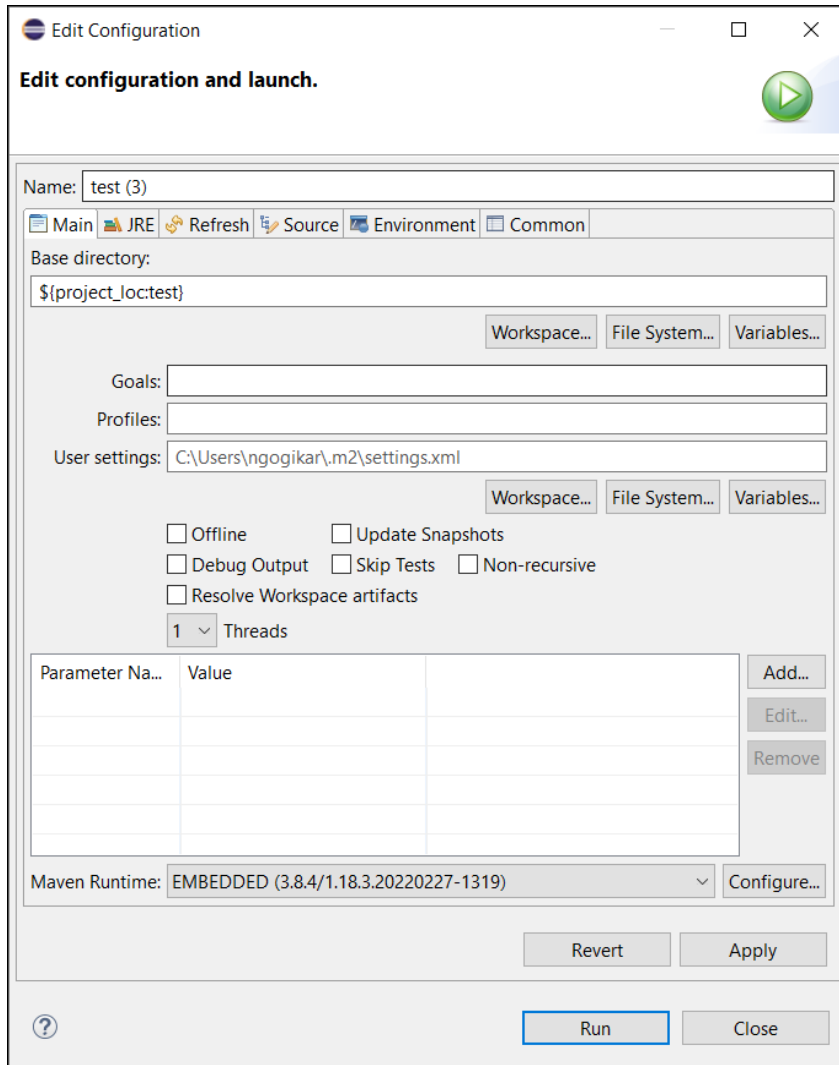 Edit Configuration
Edit configuration and launch.
Name: test (3)
Main JRE Refresh Source Environment Common
Base directory:
${project_loc:test}
Workspace... File System... Variables...
Goals:
Profiles:
User settings: C:\Users\ngogikar\.m2\settings.xml
Workspace... File System... Variables...
Offline Update Snapshots
Debug Output Skip Tests Non-recursive
Resolve Workspace artifacts
1 Threads
Parameter Na... Value Add...
Edit...
Remove
Maven Runtime: EMBEDDED (3.8.4/1.18.3.20220227-1319) Configure...
Revert Apply
? Run Close